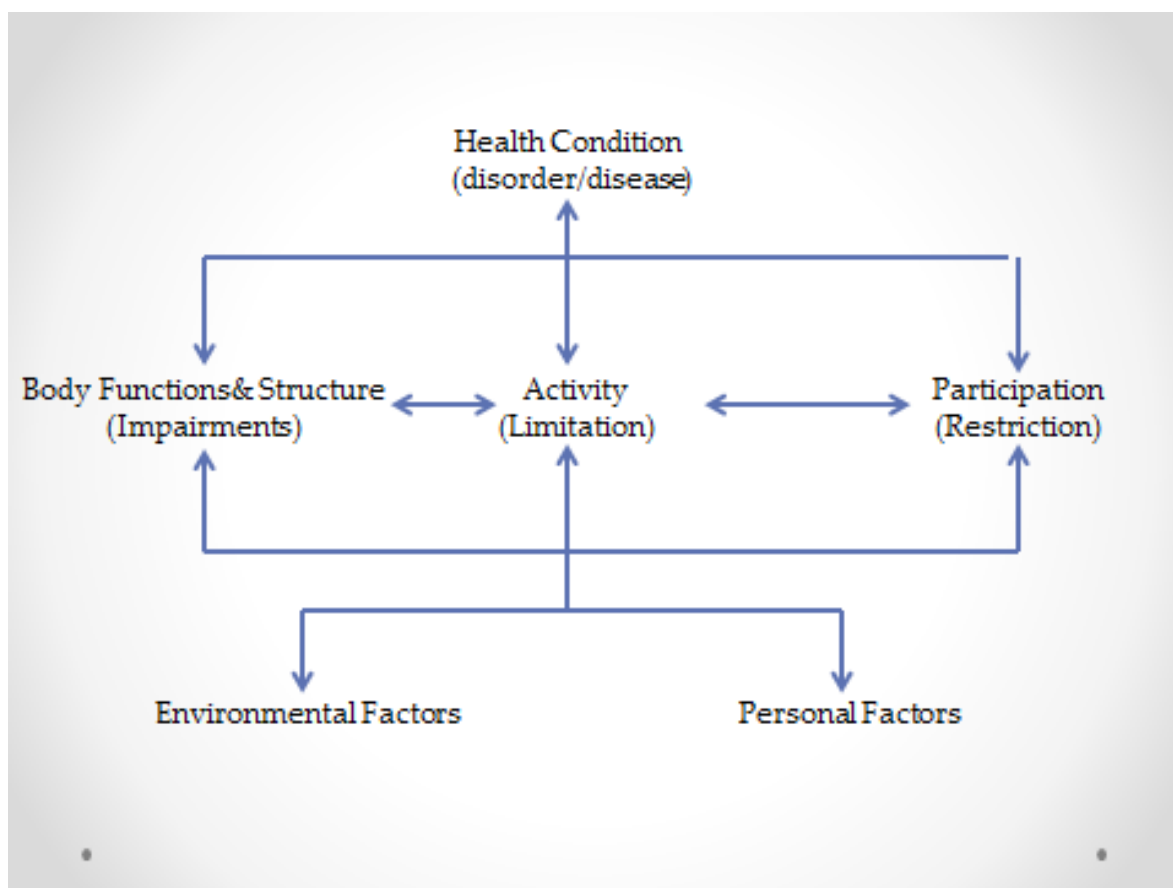 Health Condition
(disorder/disease)
Body Functions& Structure
(Impairments)
Activity
(Limitation)
Participation
(Restriction)
Environmental Factors
Personal Factors